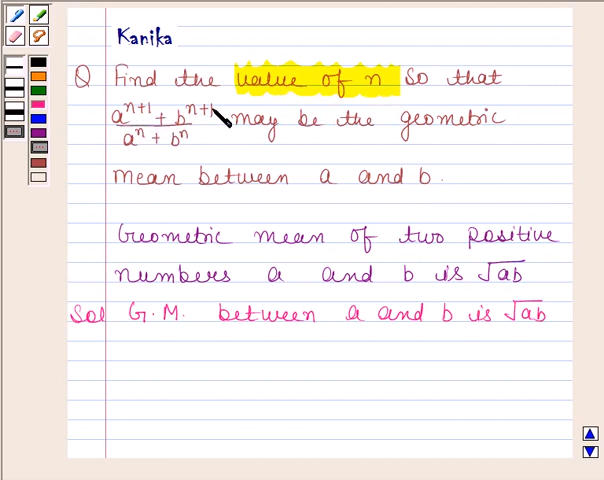 Kanika
Q Find the value of n so that
a^{n+1} + b^{n+1} / a^n + b^n may be the geometric
mean between a and b.
Geometric mean of two positive
numbers a and b is √ab
Sol G.M. between a and b is √ab